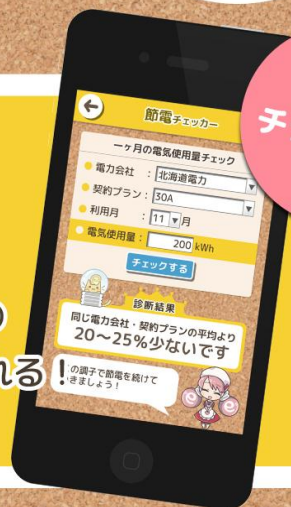 節電チェッカー
一ヶ月の電気使用量チェック
電力会社 : 北海道電力
契約プラン : 30A
利用月 : 11 月
電気使用量 : 200 kWh
チェックする
診断結果
同じ電力会社・契約プランの平均より
20〜25%少ないです
の調子で節電を続けて
きましょう!
チ
の
れる!